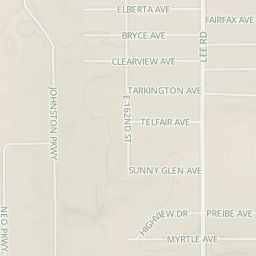 ELBERTA AVE
FAIRFAX AVE
BRYCE AVE
LEE RD
CLEARVIEW AVE
TARKINGTON AVE
E 162ND ST
JOHNSTON PKWY
TELFAIR AVE
SUNNY GLEN AVE
NEO PKWY
HIGHVIEW DR
PREIBE AVE
MYRTLE AVE